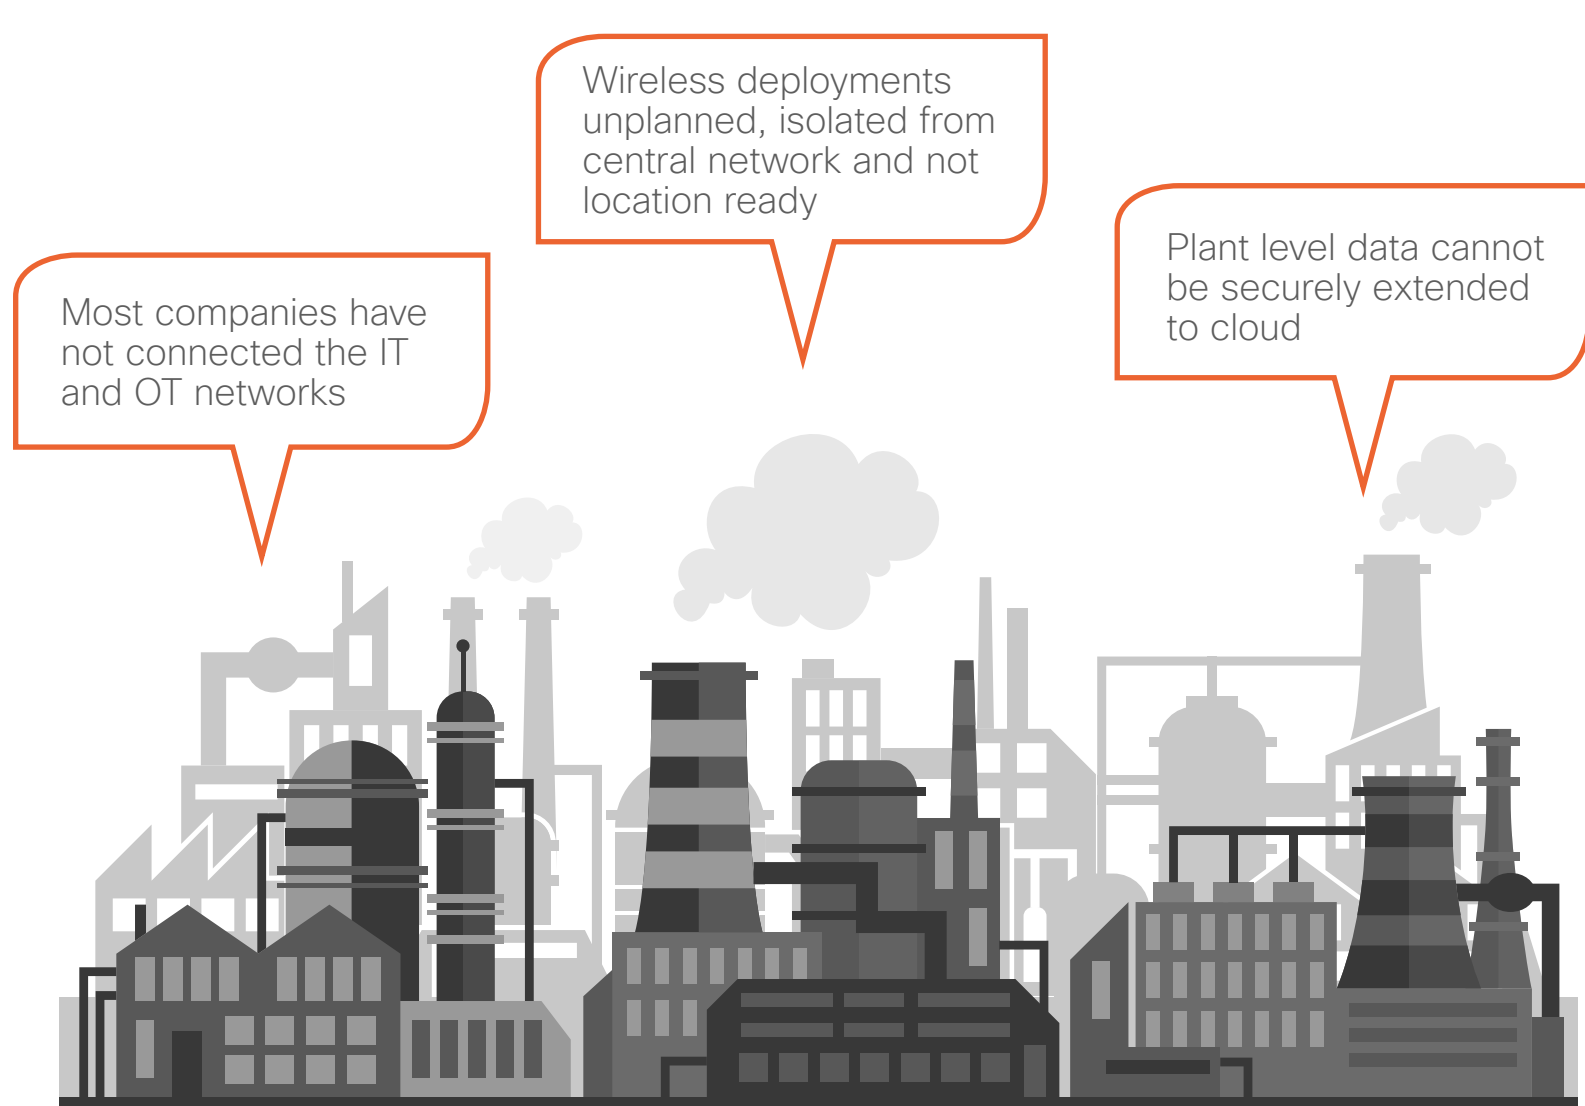 Most companies have
not connected the IT
and OT networks
Wireless deployments
unplanned, isolated from
central network and not
location ready
Plant level data cannot
be securely extended
to cloud